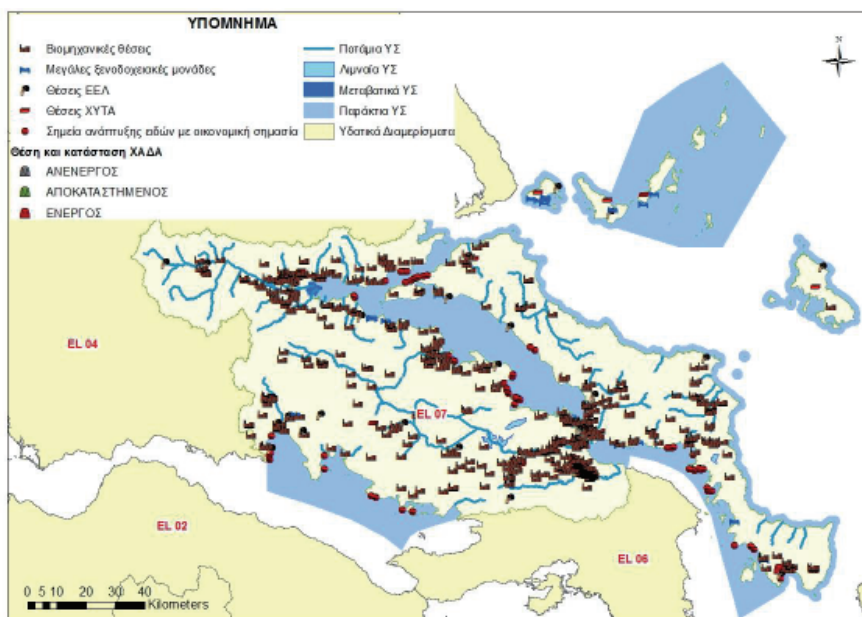 ΥΠΟΜΝΗΜΑ
Βιομηχανικές θέσεις
Μεγάλες ξενοδοχειακές μονάδες
Θέσεις ΕΕΛ
Θέσεις ΧΥΤΑ
Σημεία ανάπτυξης ειδών με οικονομική σημασία
Θέση και κατάσταση ΧΑΔΑ
ΑΝΕΝΕΡΓΟΣ
ΑΠΟΚΑΤΑΣΤΗΜΕΝΟΣ
ΕΝΕΡΓΟΣ
Ποτάμια ΥΣ
Λιμναία ΥΣ
Μεταβατικά ΥΣ
Παράκτια ΥΣ
Υδατικά Διαμερίσματα
N
EL 04
EL 07
EL 02
EL 06
0 5 10 20 30 40
Kilometers